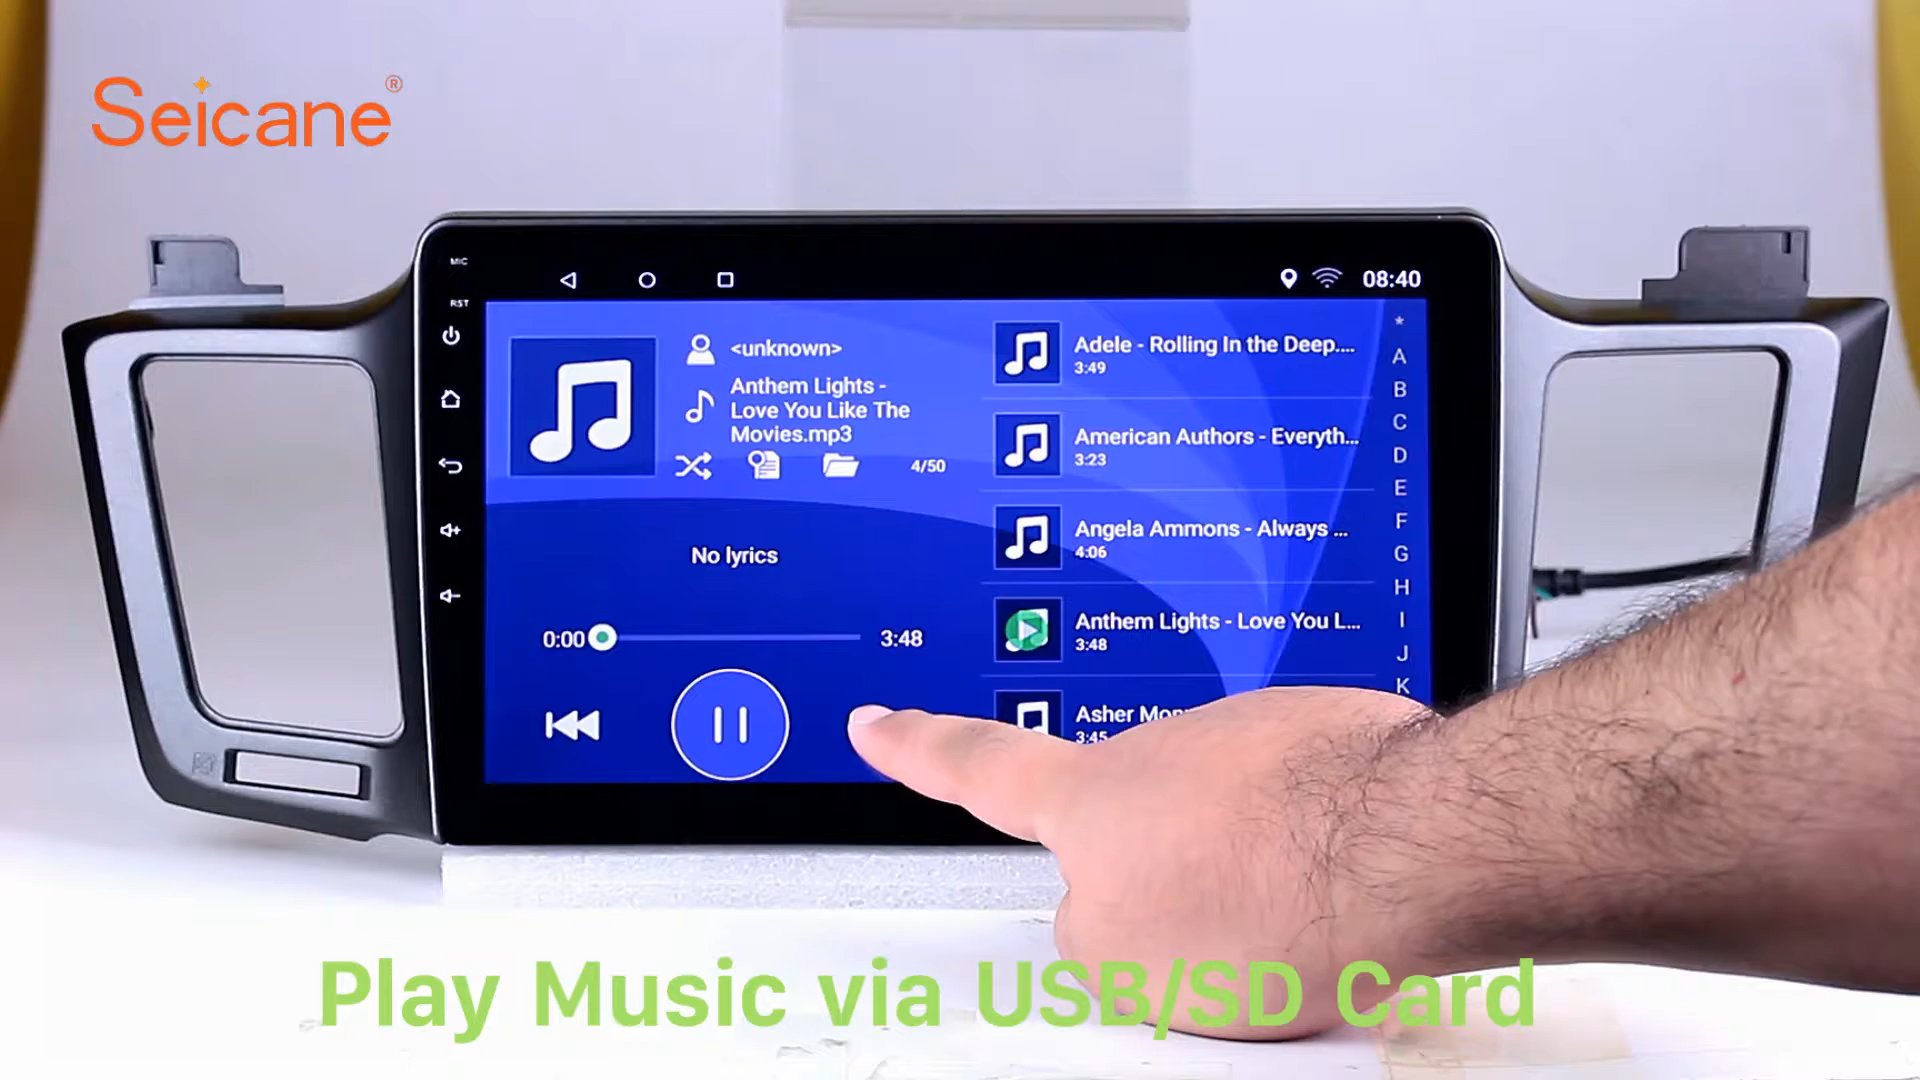 Seicane®
MIC
RST
08:40
<unknown>
Anthem Lights -
Love You Like The
Movies.mp3
4/50
No lyrics
0:00
3:48
Adele - Rolling In the Deep....
3:49
American Authors - Everyth...
3:23
Angela Ammons - Always ...
4:06
Anthem Lights - Love You L...
3:48
Asher
3:45
*
A
B
C
D
E
F
G
H
I
J
K
Play Music via USB/SD Card